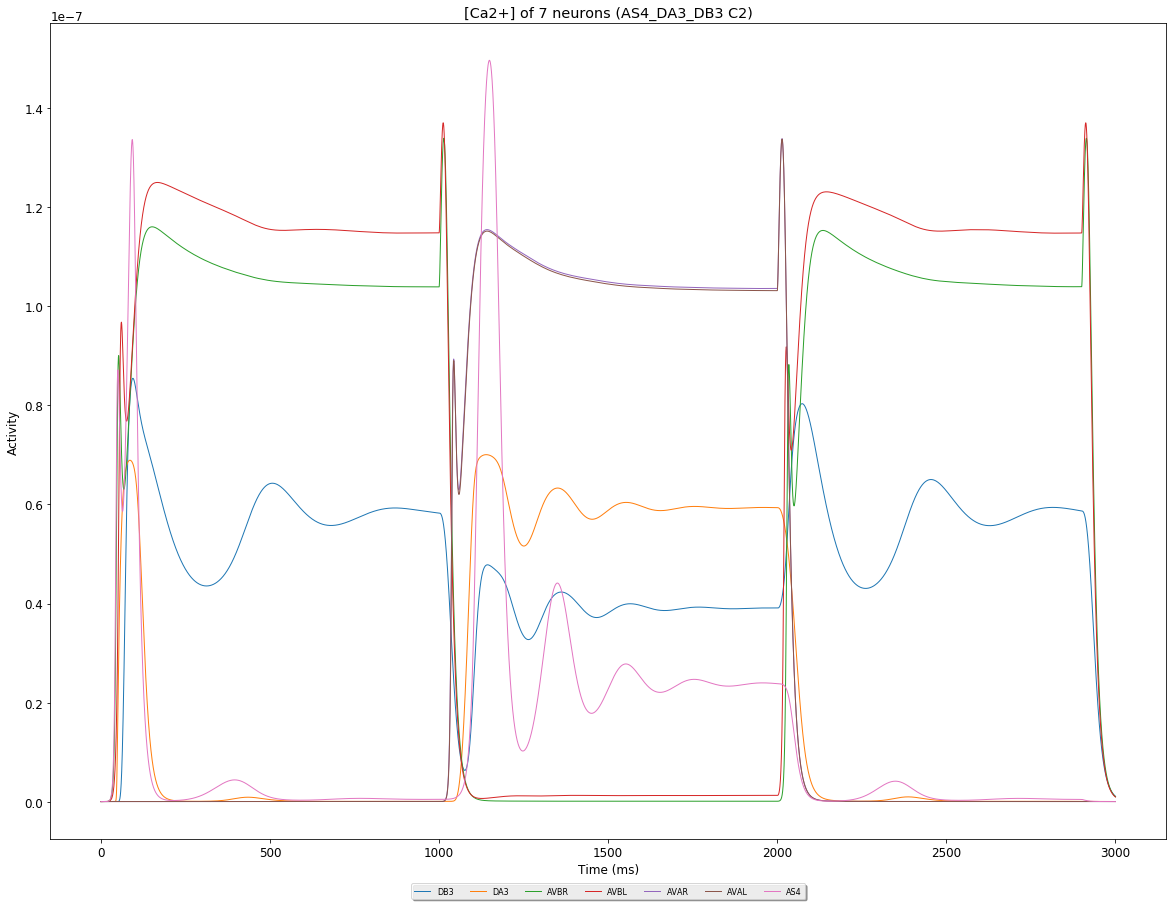 [Ca2+] of 7 neurons (AS4_DA3_DB3 C2)
1e−7
1.4
1.2
1.0
0.8
0.6
0.4
0.2
0.0
Activity
0 500 1000 1500 2000 2500 3000
Time (ms)
DB3 DA3 AVBR AVBL AVAR AVAL AS4